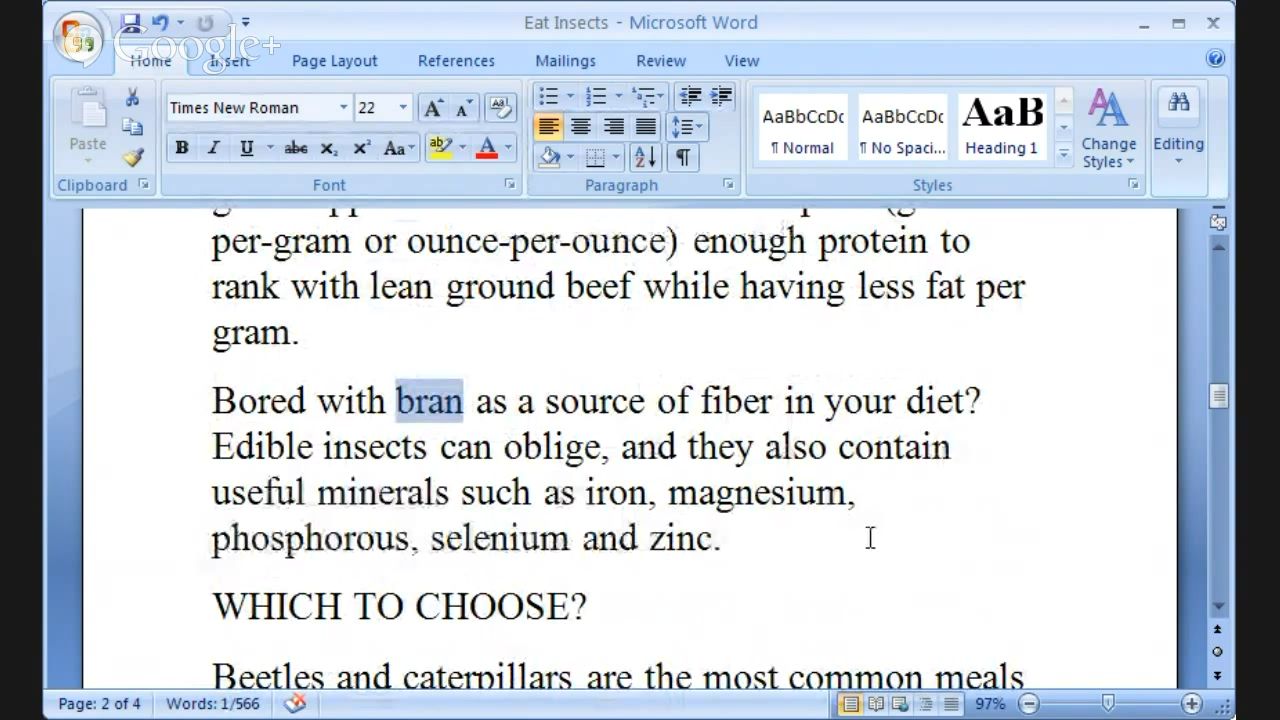 Eat Insects - Microsoft Word
Google+
Home Insert Page Layout References Mailings Review View
Times New Roman 22
Paste
AaBbCcDc AaBbCcDc AaB
¶ Normal ¶ No Spaci... Heading 1
Change Styles
Editing
Clipboard Font Paragraph Styles
per-gram or ounce-per-ounce) enough protein to
rank with lean ground beef while having less fat per
gram.
Bored with bran as a source of fiber in your diet?
Edible insects can oblige, and they also contain
useful minerals such as iron, magnesium,
phosphorous, selenium and zinc.
WHICH TO CHOOSE?
Beetles and caterpillars are the most common meals
Page: 2 of 4 Words: 1/566 97%